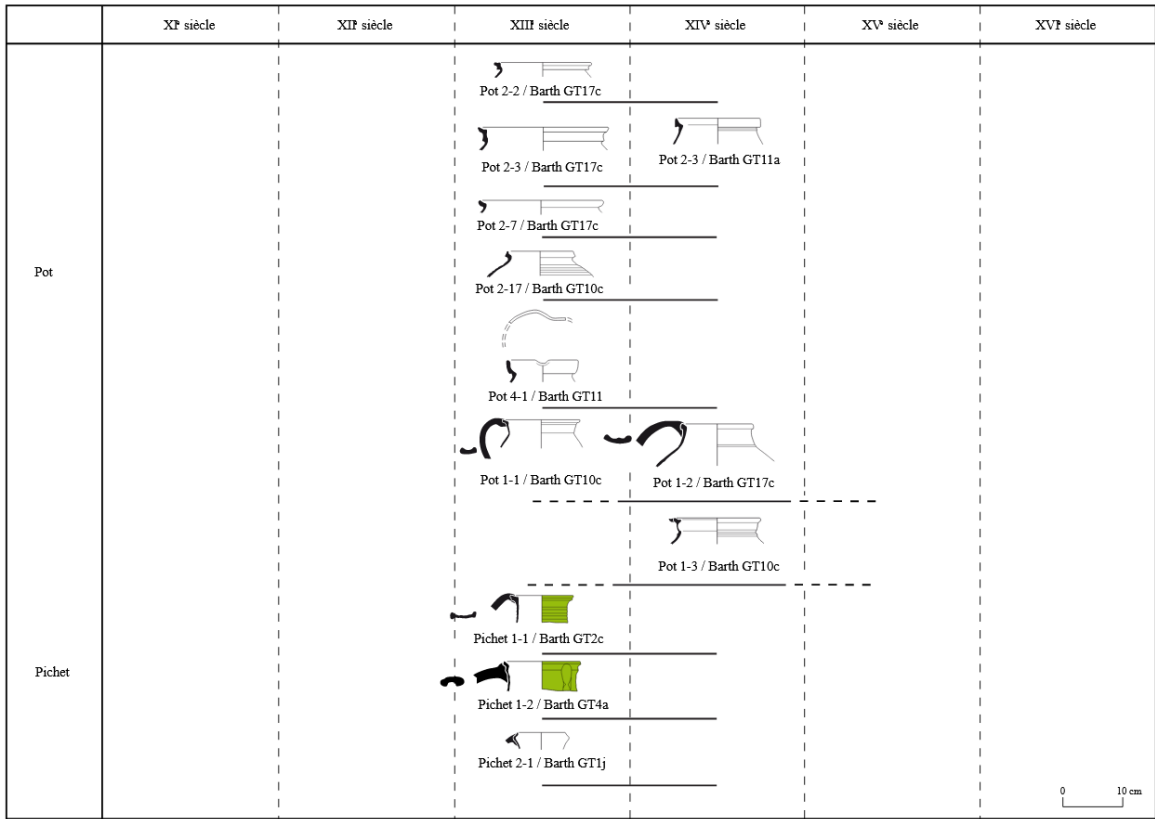 XIᵉ siècle
XIIᵉ siècle
XIIIᵉ siècle
XIVᵉ siècle
XVᵉ siècle
XVIᵉ siècle
Pot
Pot 2-2 / Barth GT17c
Pot 2-3 / Barth GT17c
Pot 2-3 / Barth GT11a
Pot 2-7 / Barth GT17c
Pot 2-17 / Barth GT10c
Pot 4-1 / Barth GT11
Pot 1-1 / Barth GT10c
Pot 1-2 / Barth GT17c
Pot 1-3 / Barth GT10c
Pichet
Pichet 1-1 / Barth GT2c
Pichet 1-2 / Barth GT4a
Pichet 2-1 / Barth GT1j
0 10 cm